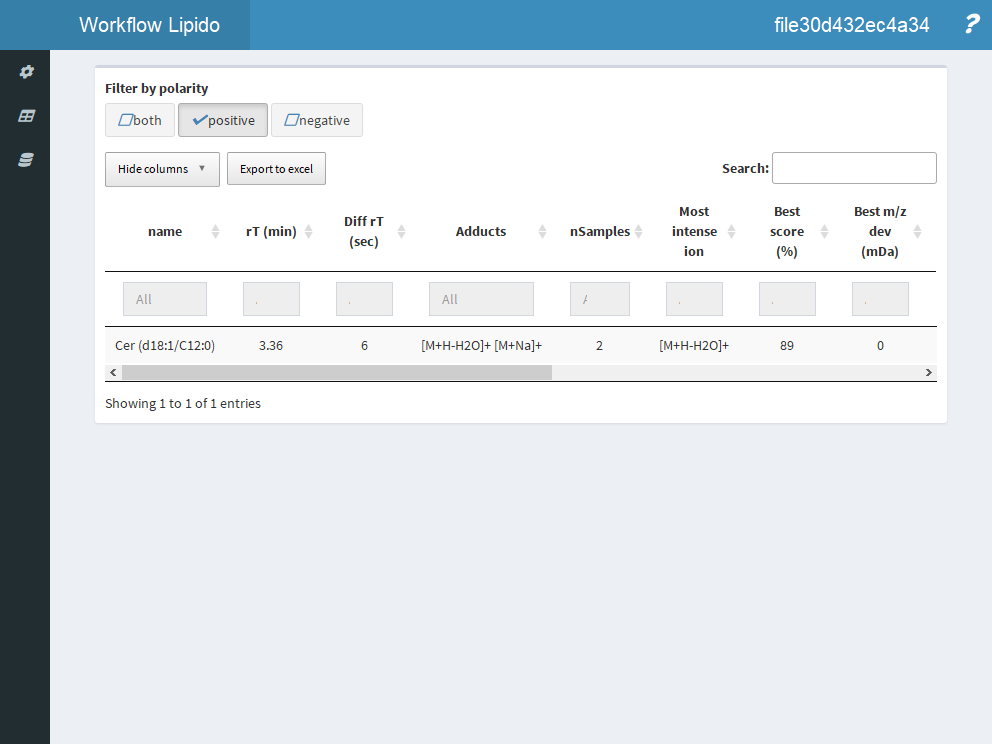 Workflow Lipido file30d432ec4a34 ?
Filter by polarity
both positive negative
Hide columns ▼ Export to excel Search:
name rT (min) Diff rT (sec) Adducts nSamples Most intense ion Best score (%) Best m/z dev (mDa)
All . . All . . .
Cer (d18:1/C12:0) 3.36 6 [M+H-H2O]+ [M+Na]+ 2 [M+H-H2O]+ 89 0
Showing 1 to 1 of 1 entries